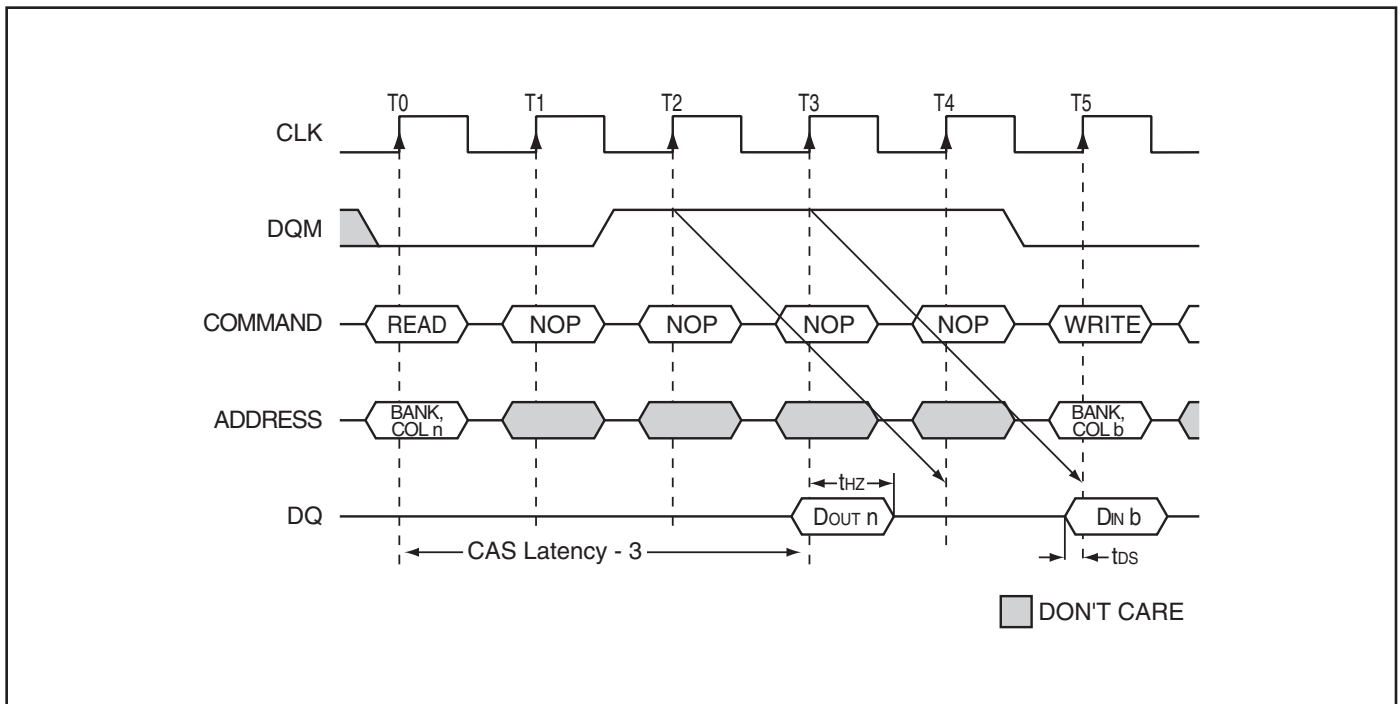 T0 T1 T2 T3 T4 T5
CLK
DQM
COMMAND READ NOP NOP NOP NOP WRITE
ADDRESS BANK, COL n BANK, COL b
tHZ
DQ DOUT n DIN b
CAS Latency - 3 tDS
DON'T CARE